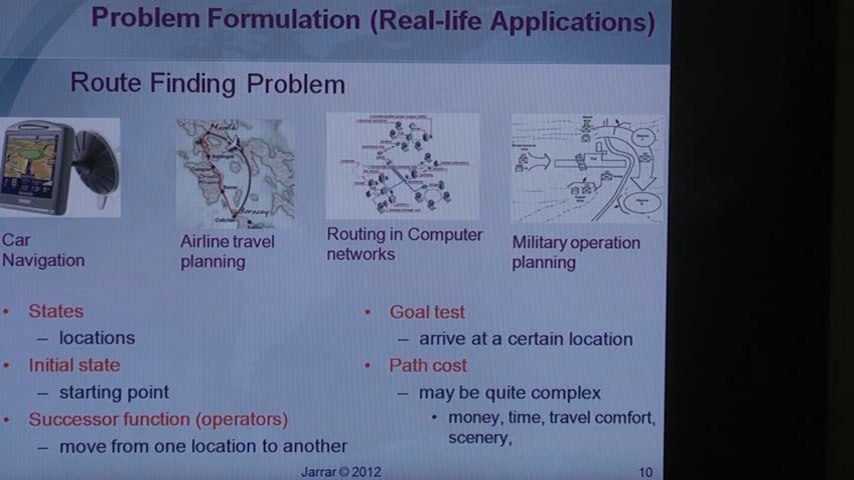 Problem Formulation (Real-life Applications)
Route Finding Problem
Car
Navigation
Airline travel
planning
Routing in Computer
networks
Military operation
planning
• States
– locations
• Initial state
– starting point
• Successor function (operators)
– move from one location to another
• Goal test
– arrive at a certain location
• Path cost
– may be quite complex
• money, time, travel comfort,
scenery,
Jarrar © 2012
10